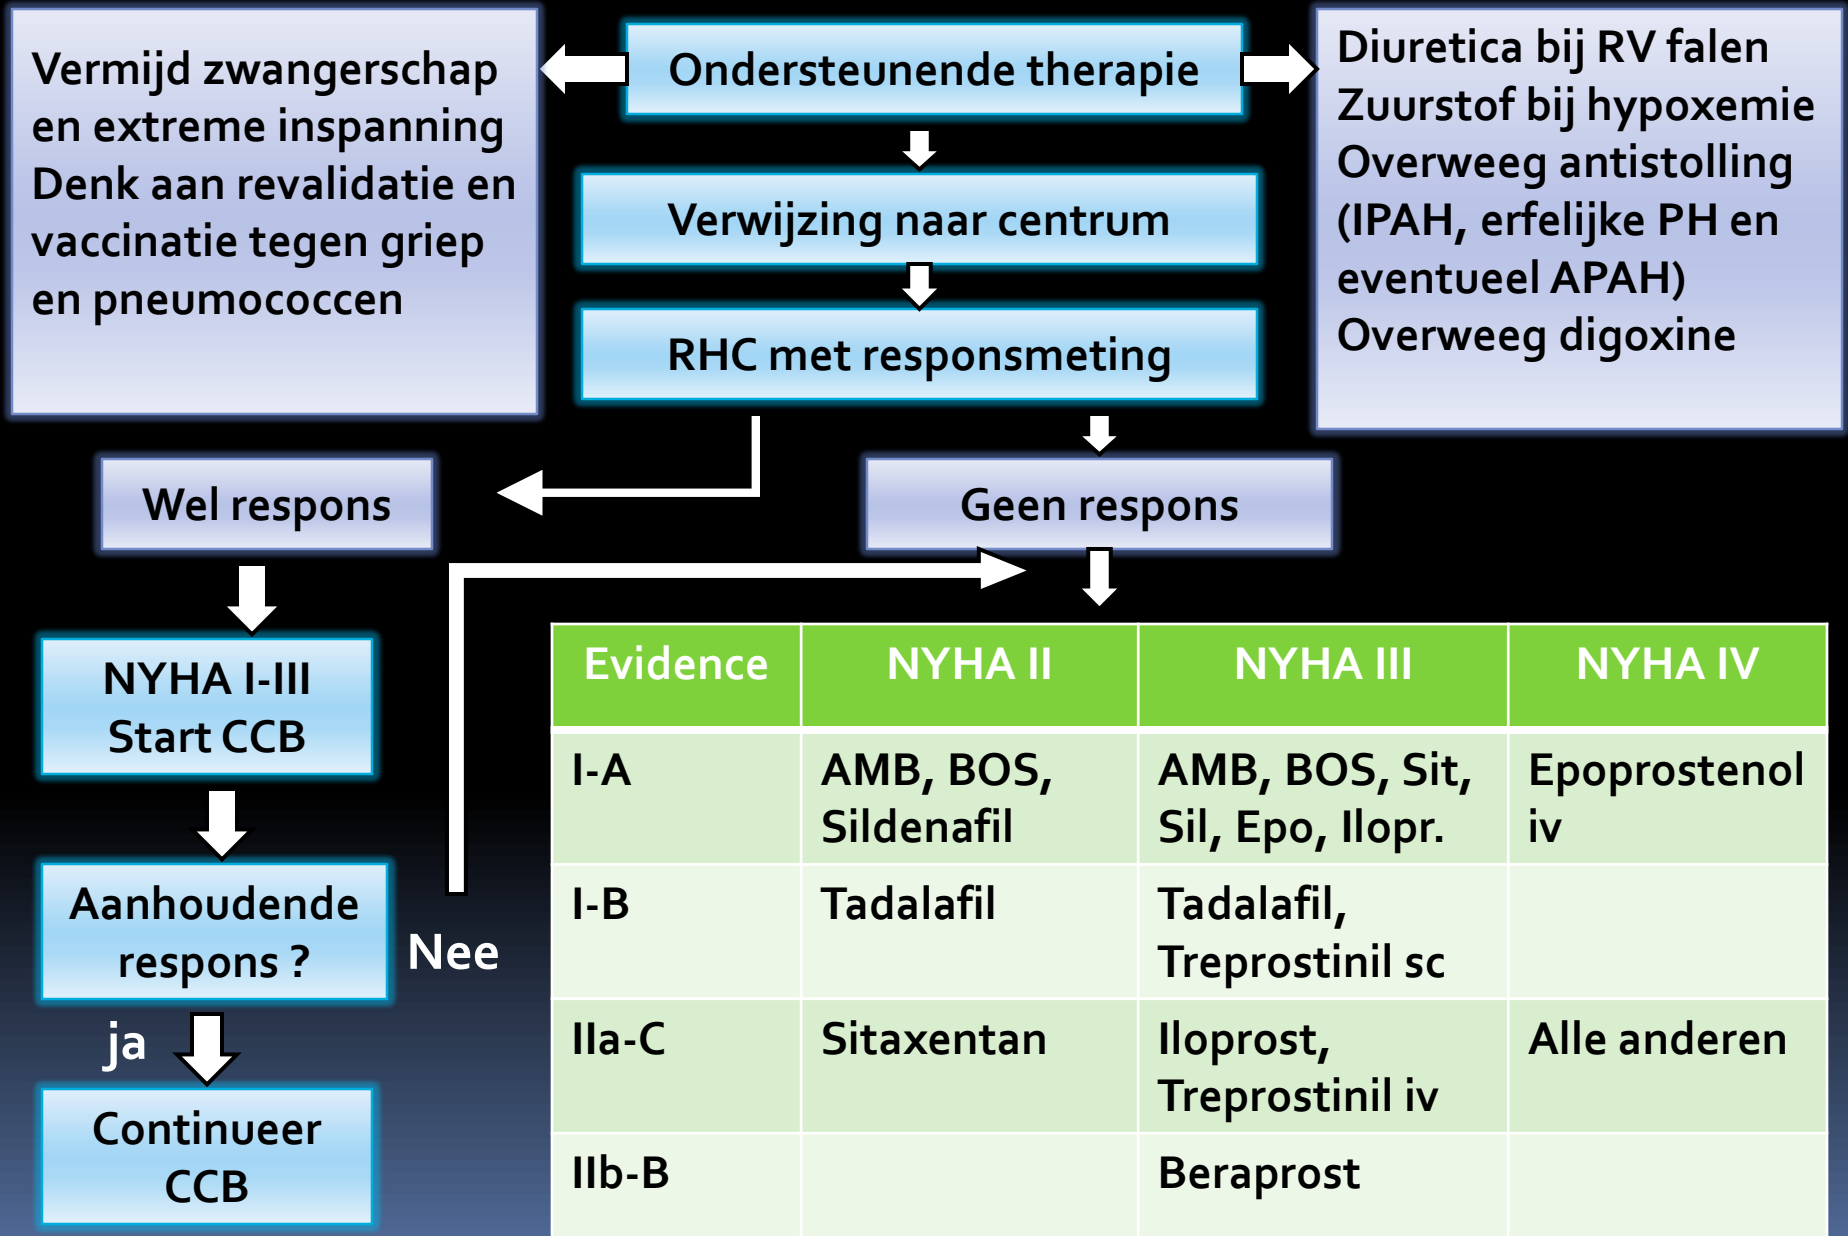 Vermijd zwangerschap
en extreme inspanning
Denk aan revalidatie en
vaccinatie tegen griep
en pneumococcen
Ondersteunende therapie
Diuretica bij RV falen
Zuurstof bij hypoxemie
Overweeg antistolling
(IPAH, erfelijke PH en
eventueel APAH)
Overweeg digoxine
Verwijzing naar centrum
RHC met responsmeting
Wel respons
Geen respons
NYHA I-III
Start CCB
Aanhoudende
respons ?
Nee
ja
Continueer
CCB
Evidence NYHA II NYHA III NYHA IV
I-A AMB, BOS, AMB, BOS, Sit, Epoprostenol
Sildenafil Sil, Epo, Ilopr. iv
I-B Tadalafil Tadalafil,
Treprostinil sc
IIa-C Sitaxentan Iloprost, Alle anderen
Treprostinil iv
IIb-B Beraprost